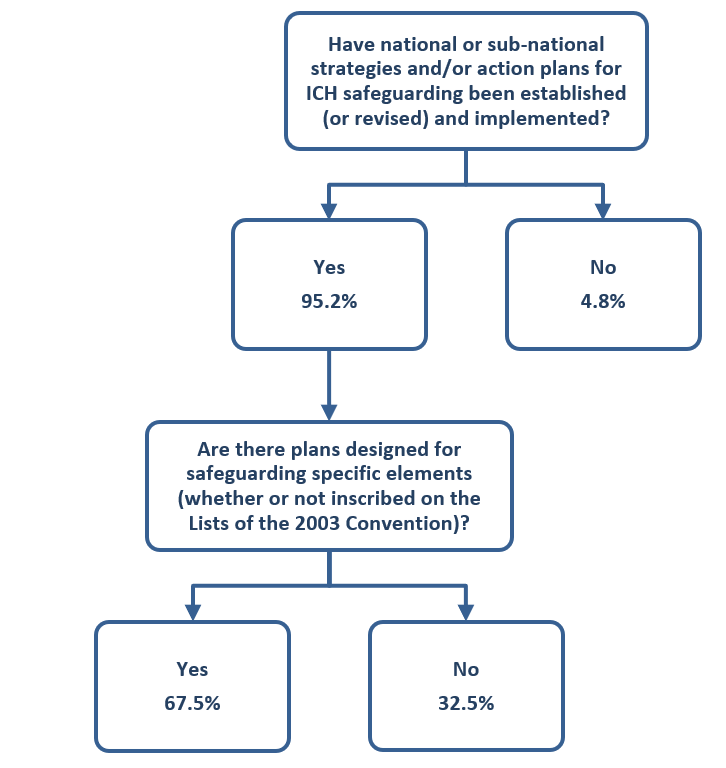 Have national or sub-national
strategies and/or action plans for
ICH safeguarding been established
(or revised) and implemented?
Yes
95.2%
No
4.8%
Are there plans designed for
safeguarding specific elements
(whether or not inscribed on the
Lists of the 2003 Convention)?
Yes
67.5%
No
32.5%